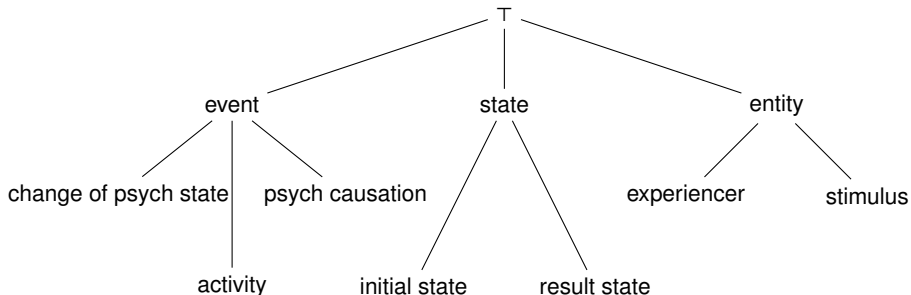 ⊤
event state entity
change of psych state psych causation experiencer stimulus
activity initial state result state